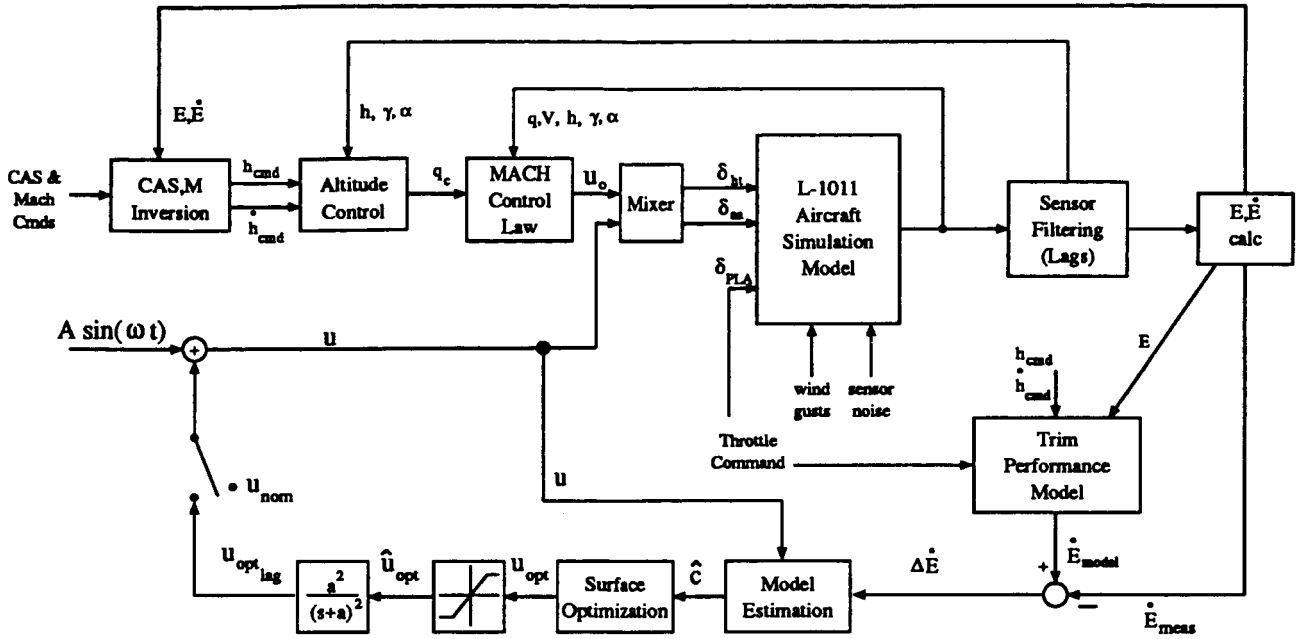 E,Ė
h, γ, α
q,V, h, γ, α
CAS &
Mach
Cmds
CAS,M
Inversion
h_cmd
ḣ_cmd
Altitude
Control
q_c
MACH
Control
Law
u_o
Mixer
δ_ht
δ_as
δ_PLA
L-1011
Aircraft
Simulation
Model
Sensor
Filtering
(Lags)
E,Ė
calc
A sin(ω t)
+
u
wind
gusts
sensor
noise
E
h_cmd
ḣ_cmd
Throttle
Command
Trim
Performance
Model
u_nom
u
Ė_model
+
−
Ė_meas
ΔĖ
Model
Estimation
ĉ
Surface
Optimization
u_opt
û_opt
a²
(s+a)²
u_opt_lag